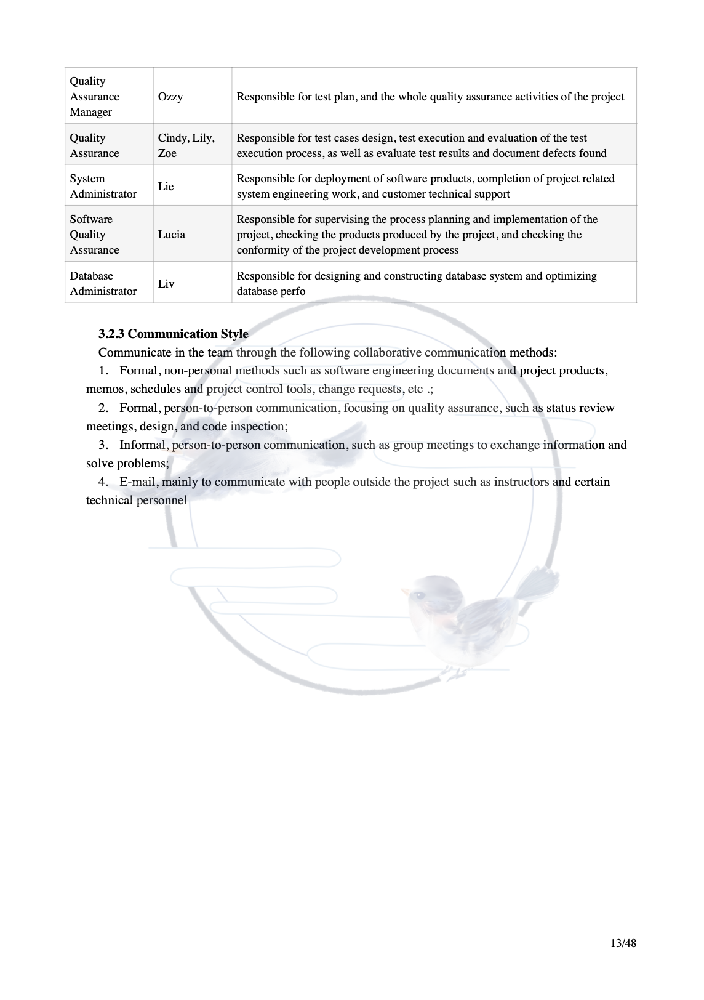 Quality
Assurance
Manager
Ozzy
Responsible for test plan, and the whole quality assurance activities of the project
Quality
Assurance
Cindy, Lily,
Zoe
Responsible for test cases design, test execution and evaluation of the test
execution process, as well as evaluate test results and document defects found
System
Administrator
Lie
Responsible for deployment of software products, completion of project related
system engineering work, and customer technical support
Software
Quality
Assurance
Lucia
Responsible for supervising the process planning and implementation of the
project, checking the products produced by the project, and checking the
conformity of the project development process
Database
Administrator
Liv
Responsible for designing and constructing database system and optimizing
database perfo
3.2.3 Communication Style
Communicate in the team through the following collaborative communication methods:
1. Formal, non-personal methods such as software engineering documents and project products,
memos, schedules and project control tools, change requests, etc .;
2. Formal, person-to-person communication, focusing on quality assurance, such as status review
meetings, design, and code inspection;
3. Informal, person-to-person communication, such as group meetings to exchange information and
solve problems;
4. E-mail, mainly to communicate with people outside the project such as instructors and certain
technical personnel
13/48